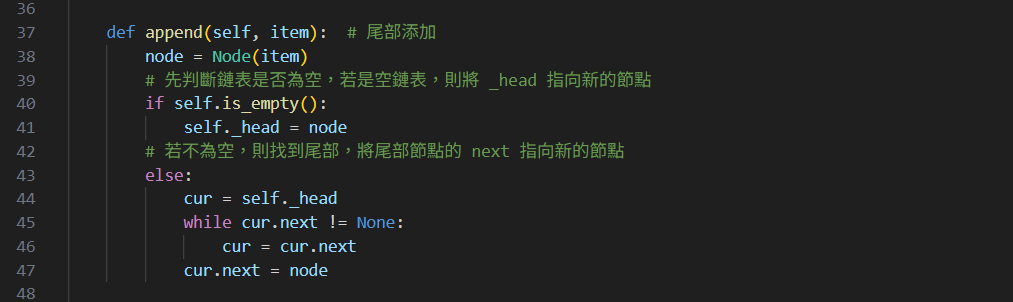 36
37 def append(self, item):  # 尾部添加
38 node = Node(item)
39 # 先判斷鏈表是否為空，若是空鏈表，則將 _head 指向新的節點
40 if self.is_empty():
41 self._head = node
42 # 若不為空，則找到尾部，將尾部節點的 next 指向新的節點
43 else:
44 cur = self._head
45 while cur.next != None:
46 cur = cur.next
47 cur.next = node
48